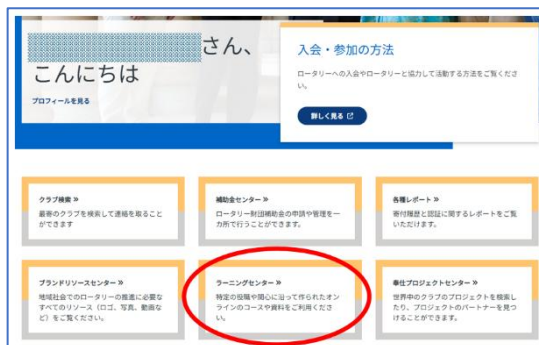 さん、
こんにちは
プロフィールを見る
入会・参加の方法
ロータリーへの入会やロータリーと協力して活動する方法をご覧くださ
い。
詳しく見る
クラブ検索 »
最寄のクラブを検索して連絡を取ること
ができます
補助金センター »
ロータリー財団補助金の申請や管理を一
カ所で行うことができます。
各種レポート »
寄付履歴と認証に関するレポートをご覧
いただけます。
ブランドリソースセンター »
地域社会でのロータリーの推進に必要な
すべてのリソース（ロゴ、写真、動画な
ど）をご覧ください。
ラーニングセンター »
特定の役職や関心に沿って作られたオン
ラインのコースや資料をご利用くださ
い。
奉仕プロジェクトセンター »
世界中のクラブのプロジェクトを検索し
たり、プロジェクトのパートナーを見つ
けることができます。